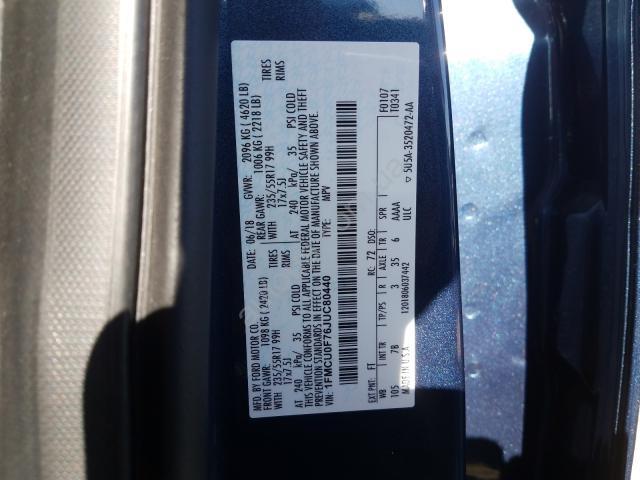 MFD. BY FORD MOTOR CO.
DATE: 06/18 GVWR: 2096 KG ( 4620 LB)
FRONT GAWR: 1098 KG ( 2420 LB) REAR GAWR: 1006 KG ( 2218 LB)
WITH 235/55R17 99H TIRES WITH 235/55R17 99H TIRES
17x7.5J RIMS 17x7.5J RIMS
AT 240 kPa/ 35 PSI COLD AT 240 kPa/ 35 PSI COLD
THIS VEHICLE CONFORMS TO ALL APPLICABLE FEDERAL MOTOR VEHICLE SAFETY AND THEFT
PREVENTION STANDARDS IN EFFECT ON THE DATE OF MANUFACTURE SHOWN ABOVE.
VIN: 1FMCU0F76JUC80440 TYPE: MPV
EXT PNT: FT RC: 72 DSO: F0107
WB INT TR TP/PS R AXLE TR SPR T0341
105 7B 3 35 6 AAAA
MADE IN U.S.A. 1201806037442 ULC ▽ 5U5A-3520472-AA